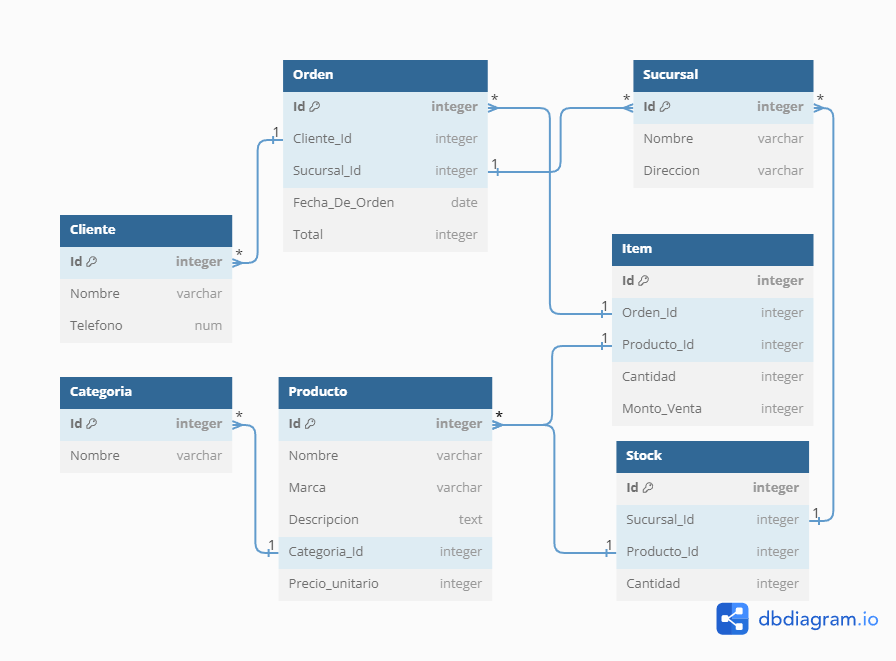 Orden
Id integer
Cliente_Id integer
Sucursal_Id integer
Fecha_De_Orden date
Total integer
Sucursal
Id integer
Nombre varchar
Direccion varchar
Cliente
Id integer
Nombre varchar
Telefono num
Item
Id integer
Orden_Id integer
Producto_Id integer
Cantidad integer
Monto_Venta integer
Categoria
Id integer
Nombre varchar
Producto
Id integer
Nombre varchar
Marca varchar
Descripcion text
Categoria_Id integer
Precio_unitario integer
Stock
Id integer
Sucursal_Id integer
Producto_Id integer
Cantidad integer
*
1
*
1
*
*
1
1
*
1
*
1
1
dbdiagram.io